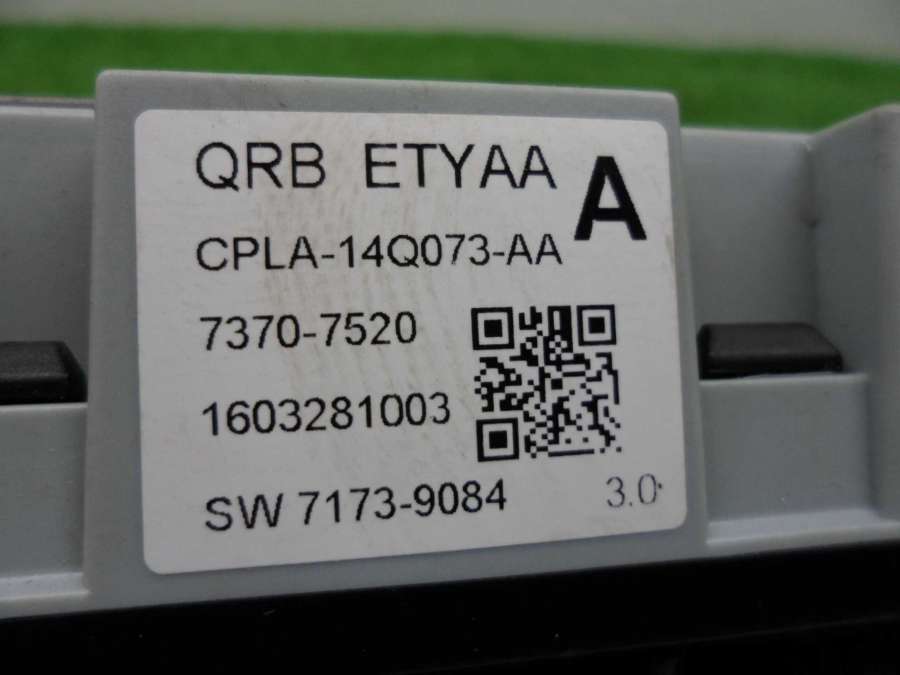 QRB ETYAA
A
CPLA-14Q073-AA
7370-7520
1603281003
SW 7173-9084
3.0